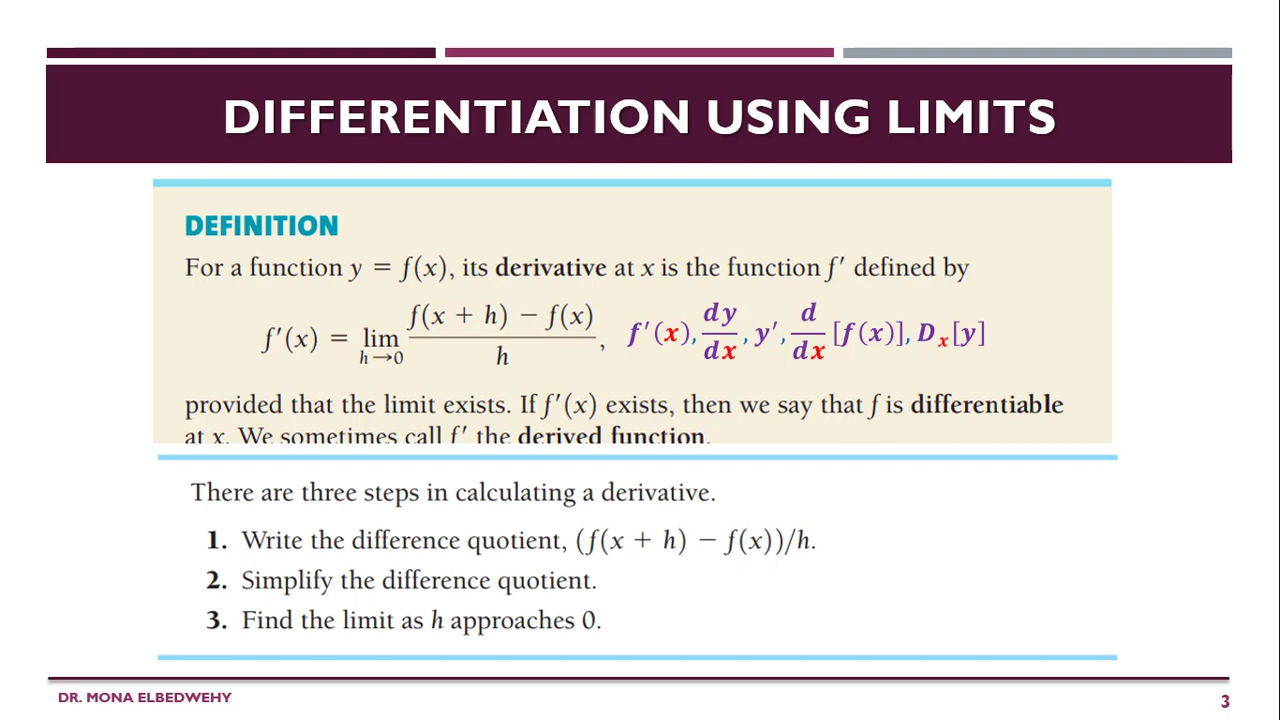 DIFFERENTIATION USING LIMITS
DEFINITION
For a function y = f(x), its derivative at x is the function f′ defined by
f′(x) = lim h→0 (f(x + h) − f(x))/h, f′(x), dy/dx, y′, d/dx [f(x)], Dₓ[y]
provided that the limit exists. If f′(x) exists, then we say that f is differentiable
at x. We sometimes call f′ the derived function.
There are three steps in calculating a derivative.
1. Write the difference quotient, (f(x + h) − f(x))/h.
2. Simplify the difference quotient.
3. Find the limit as h approaches 0.
DR. MONA ELBEDWEHY
3